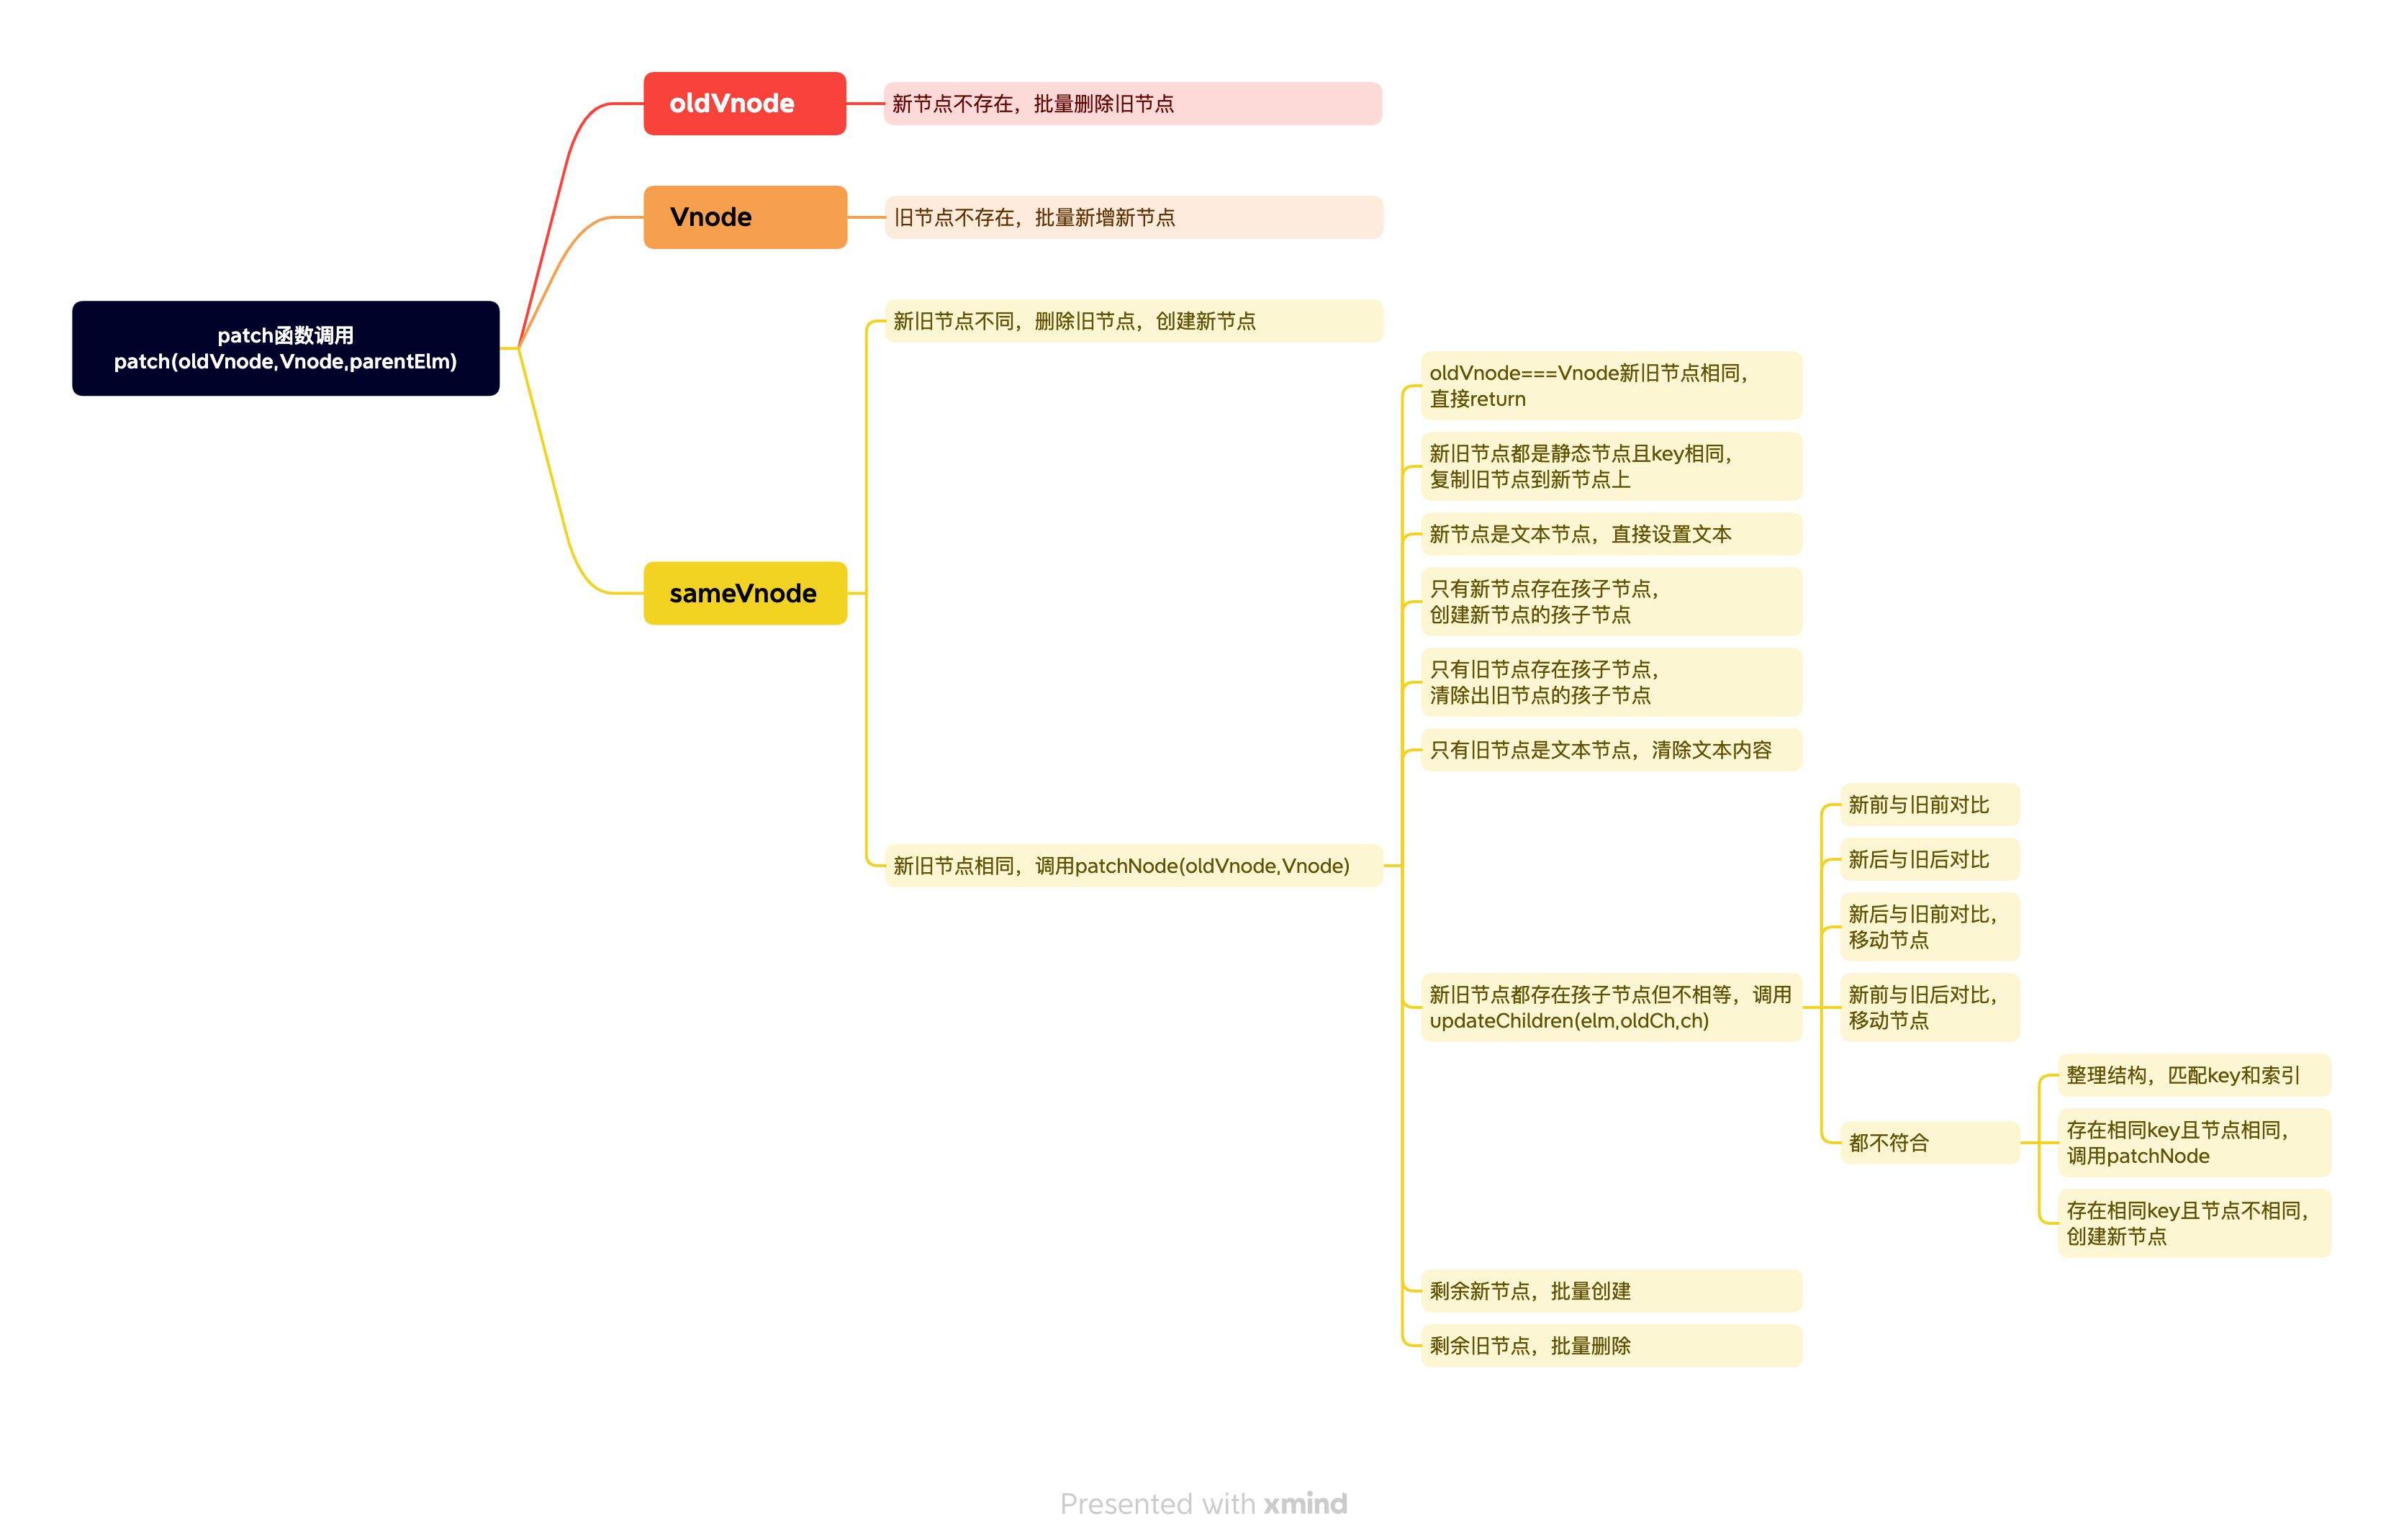 patch函数调用
patch(oldVnode,Vnode,parentElm)
oldVnode
新节点不存在，批量删除旧节点
Vnode
旧节点不存在，批量新增新节点
sameVnode
新旧节点不同，删除旧节点，创建新节点
新旧节点相同，调用patchNode(oldVnode,Vnode)
oldVnode===Vnode新旧节点相同，
直接return
新旧节点都是静态节点且key相同，
复制旧节点到新节点上
新节点是文本节点，直接设置文本
只有新节点存在孩子节点，
创建新节点的孩子节点
只有旧节点存在孩子节点，
清除出旧节点的孩子节点
只有旧节点是文本节点，清除文本内容
新旧节点都存在孩子节点但不相等，调用
updateChildren(elm,oldCh,ch)
新前与旧前对比
新后与旧后对比
新后与旧前对比，
移动节点
新前与旧后对比，
移动节点
都不符合
整理结构，匹配key和索引
存在相同key且节点相同，
调用patchNode
存在相同key且节点不相同，
创建新节点
剩余新节点，批量创建
剩余旧节点，批量删除
Presented with xmind